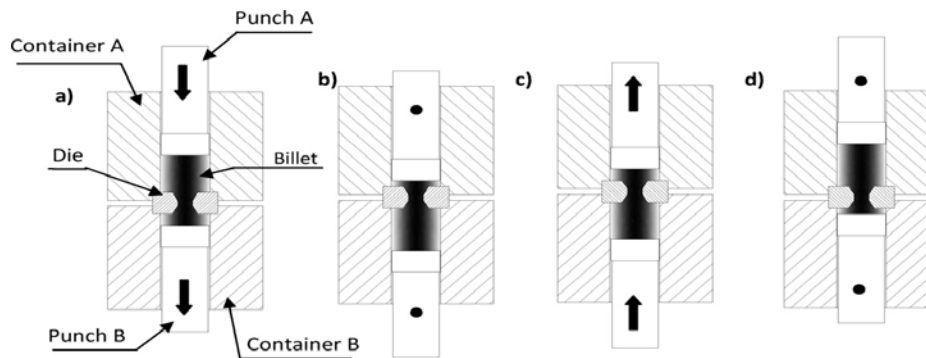 Punch A
Container A
a)
b)
c)
d)
Die
Billet
Punch B
Container B